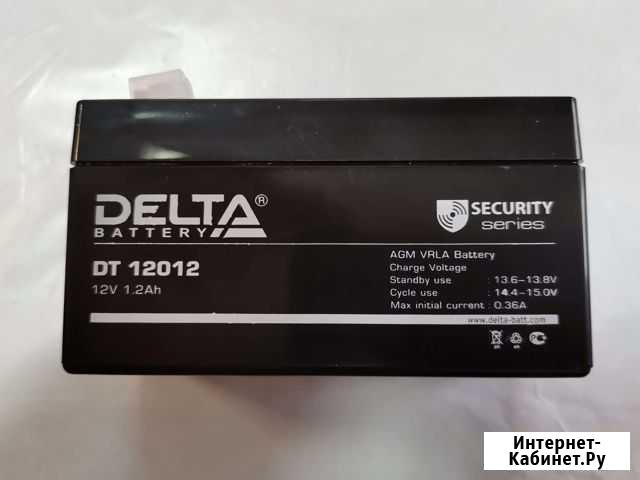 DELTA®
BATTERY
DT 12012
12V 1.2Ah
SECURITY
series
AGM VRLA Battery
Charge Voltage
Standby use : 13.6-13.8V
Cycle use : 14.4-15.0V
Max initial current : 0.36A
www.delta-batt.com
Интернет-
Кабинет.Ру